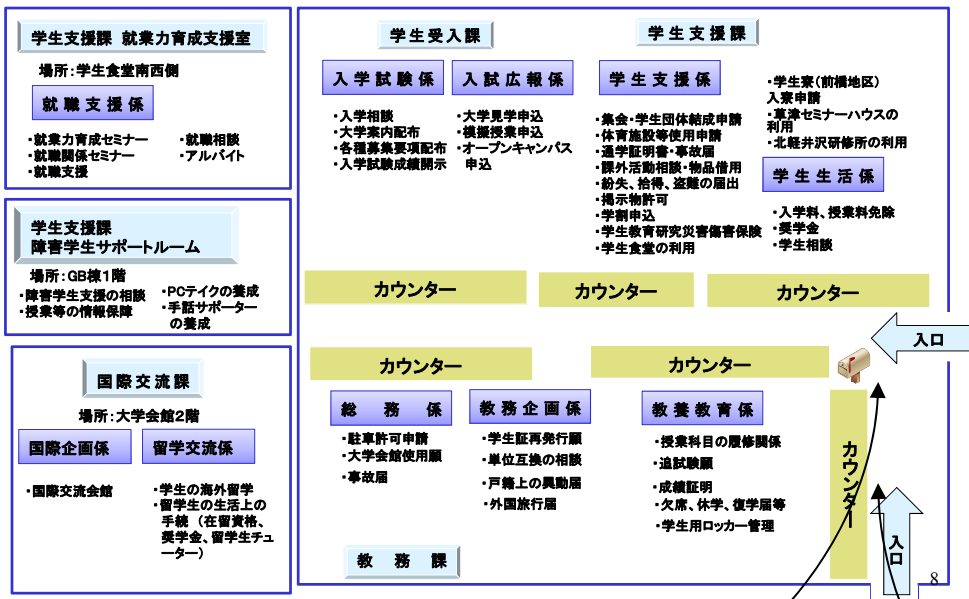 学生支援課 就業力育成支援室
場所：学生食堂南西側
就職支援係
・就業力育成セミナー
・就職関係セミナー
・就職支援
・就職相談
・アルバイト
学生支援課
障害学生サポートルーム
場所：GB棟1階
・障害学生支援の相談
・授業等の情報保障
・PCテイクの養成
・手話サポーター
の養成
国際交流課
場所：大学会館2階
国際企画係
・国際交流会館
留学交流係
・学生の海外留学
・留学生の生活上の
手続（在留資格、
奨学金、留学生チュ
ーター）
学生受入課
入学試験係
・入学相談
・大学案内配布
・各種募集要項配布
・入学試験成績開示
入試広報係
・大学見学申込
・模擬授業申込
・オープンキャンパス
申込
学生支援課
学生支援係
・集会・学生団体結成申請
・体育施設等使用申請
・通学証明書・事故届
・課外活動相談・物品借用
・紛失、拾得、盗難の届出
・掲示物許可
・学割申込
・学生教育研究災害傷害保険
・学生食堂の利用
・学生寮（前橋地区）
入寮申請
・草津セミナーハウスの
利用
・北軽井沢研修所の利用
学生生活係
・入学料、授業料免除
・奨学金
・学生相談
カウンター
カウンター
カウンター
入口
カウンター
カウンター
総務係
・駐車許可申請
・大学会館使用願
・事故届
教務企画係
・学生証再発行願
・単位互換の相談
・戸籍上の異動届
・外国旅行届
教養教育係
・授業科目の履修関係
・追試験願
・成績証明
・欠席、休学、復学届等
・学生用ロッカー管理
カウンター
入口
教務課
8